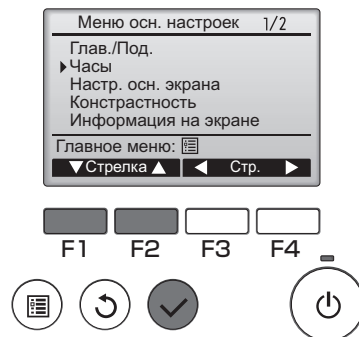 Меню осн. настроек 1/2
Глав./Под.
▶Часы
Настр. осн. экрана
Констрастность
Информация на экране
Главное меню:
▼Стрелка▲ ◀ Стр. ▶
F1 F2 F3 F4